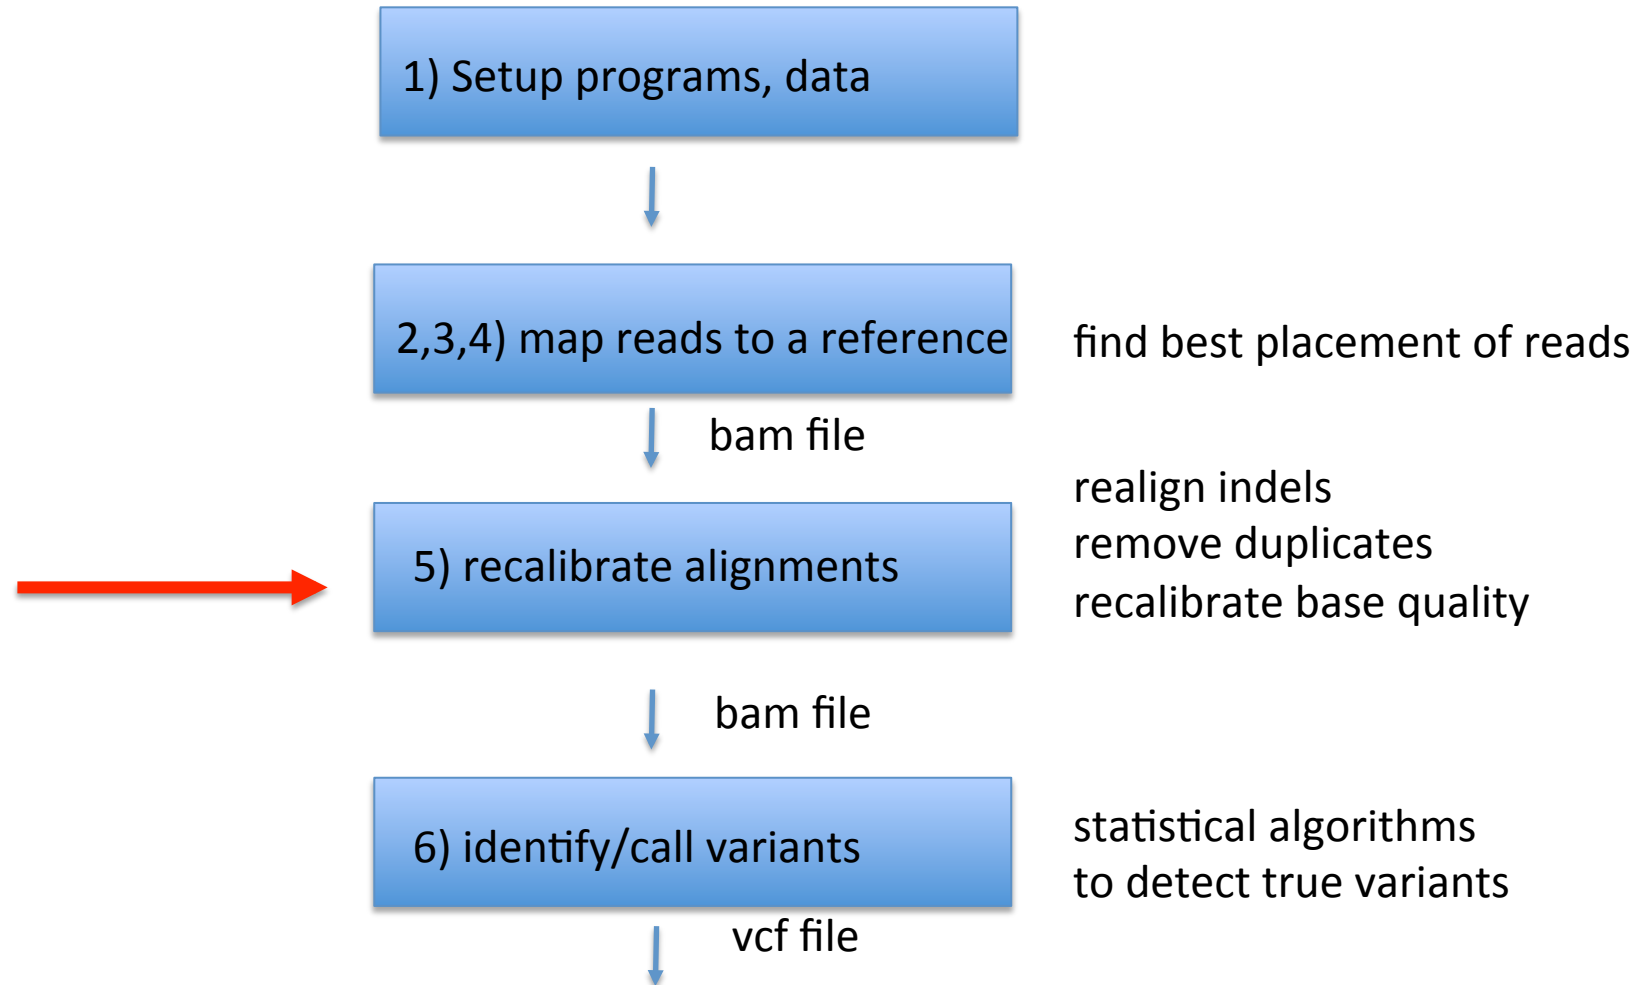 1) Setup programs, data
2,3,4) map reads to a reference
find best placement of reads
bam file
realign indels
remove duplicates
recalibrate base quality
5) recalibrate alignments
bam file
6) identify/call variants
statistical algorithms
to detect true variants
vcf file